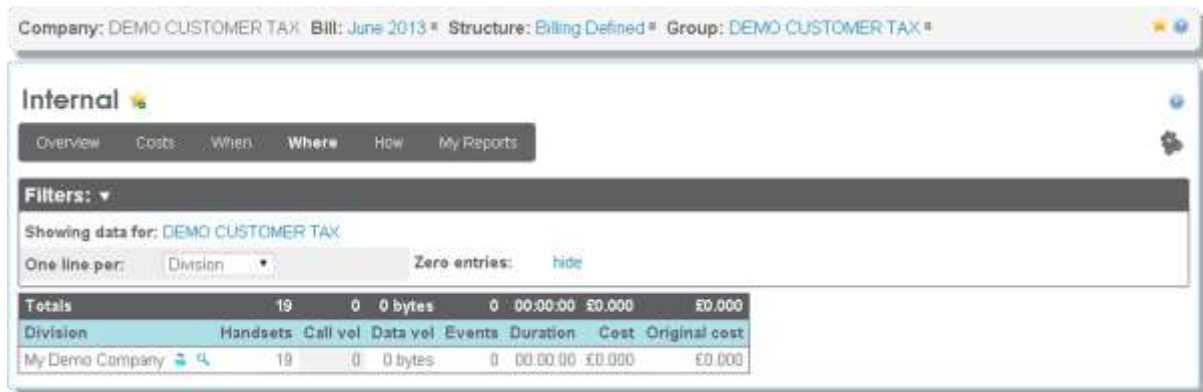 Company: DEMO CUSTOMER TAX Bill: June 2013 Structure: Billing Defined Group: DEMO CUSTOMER TAX
Internal
Overview Costs When Where How My Reports
Filters: ▼
Showing data for: DEMO CUSTOMER TAX
One line per: Division Zero entries: hide
Totals 19 0 0 bytes 0 00:00:00 £0.000 £0.000
Division Handsets Call vol Data vol Events Duration Cost Original cost
My Demo Company 19 0 0 bytes 0 00:00:00 £0.000 £0.000